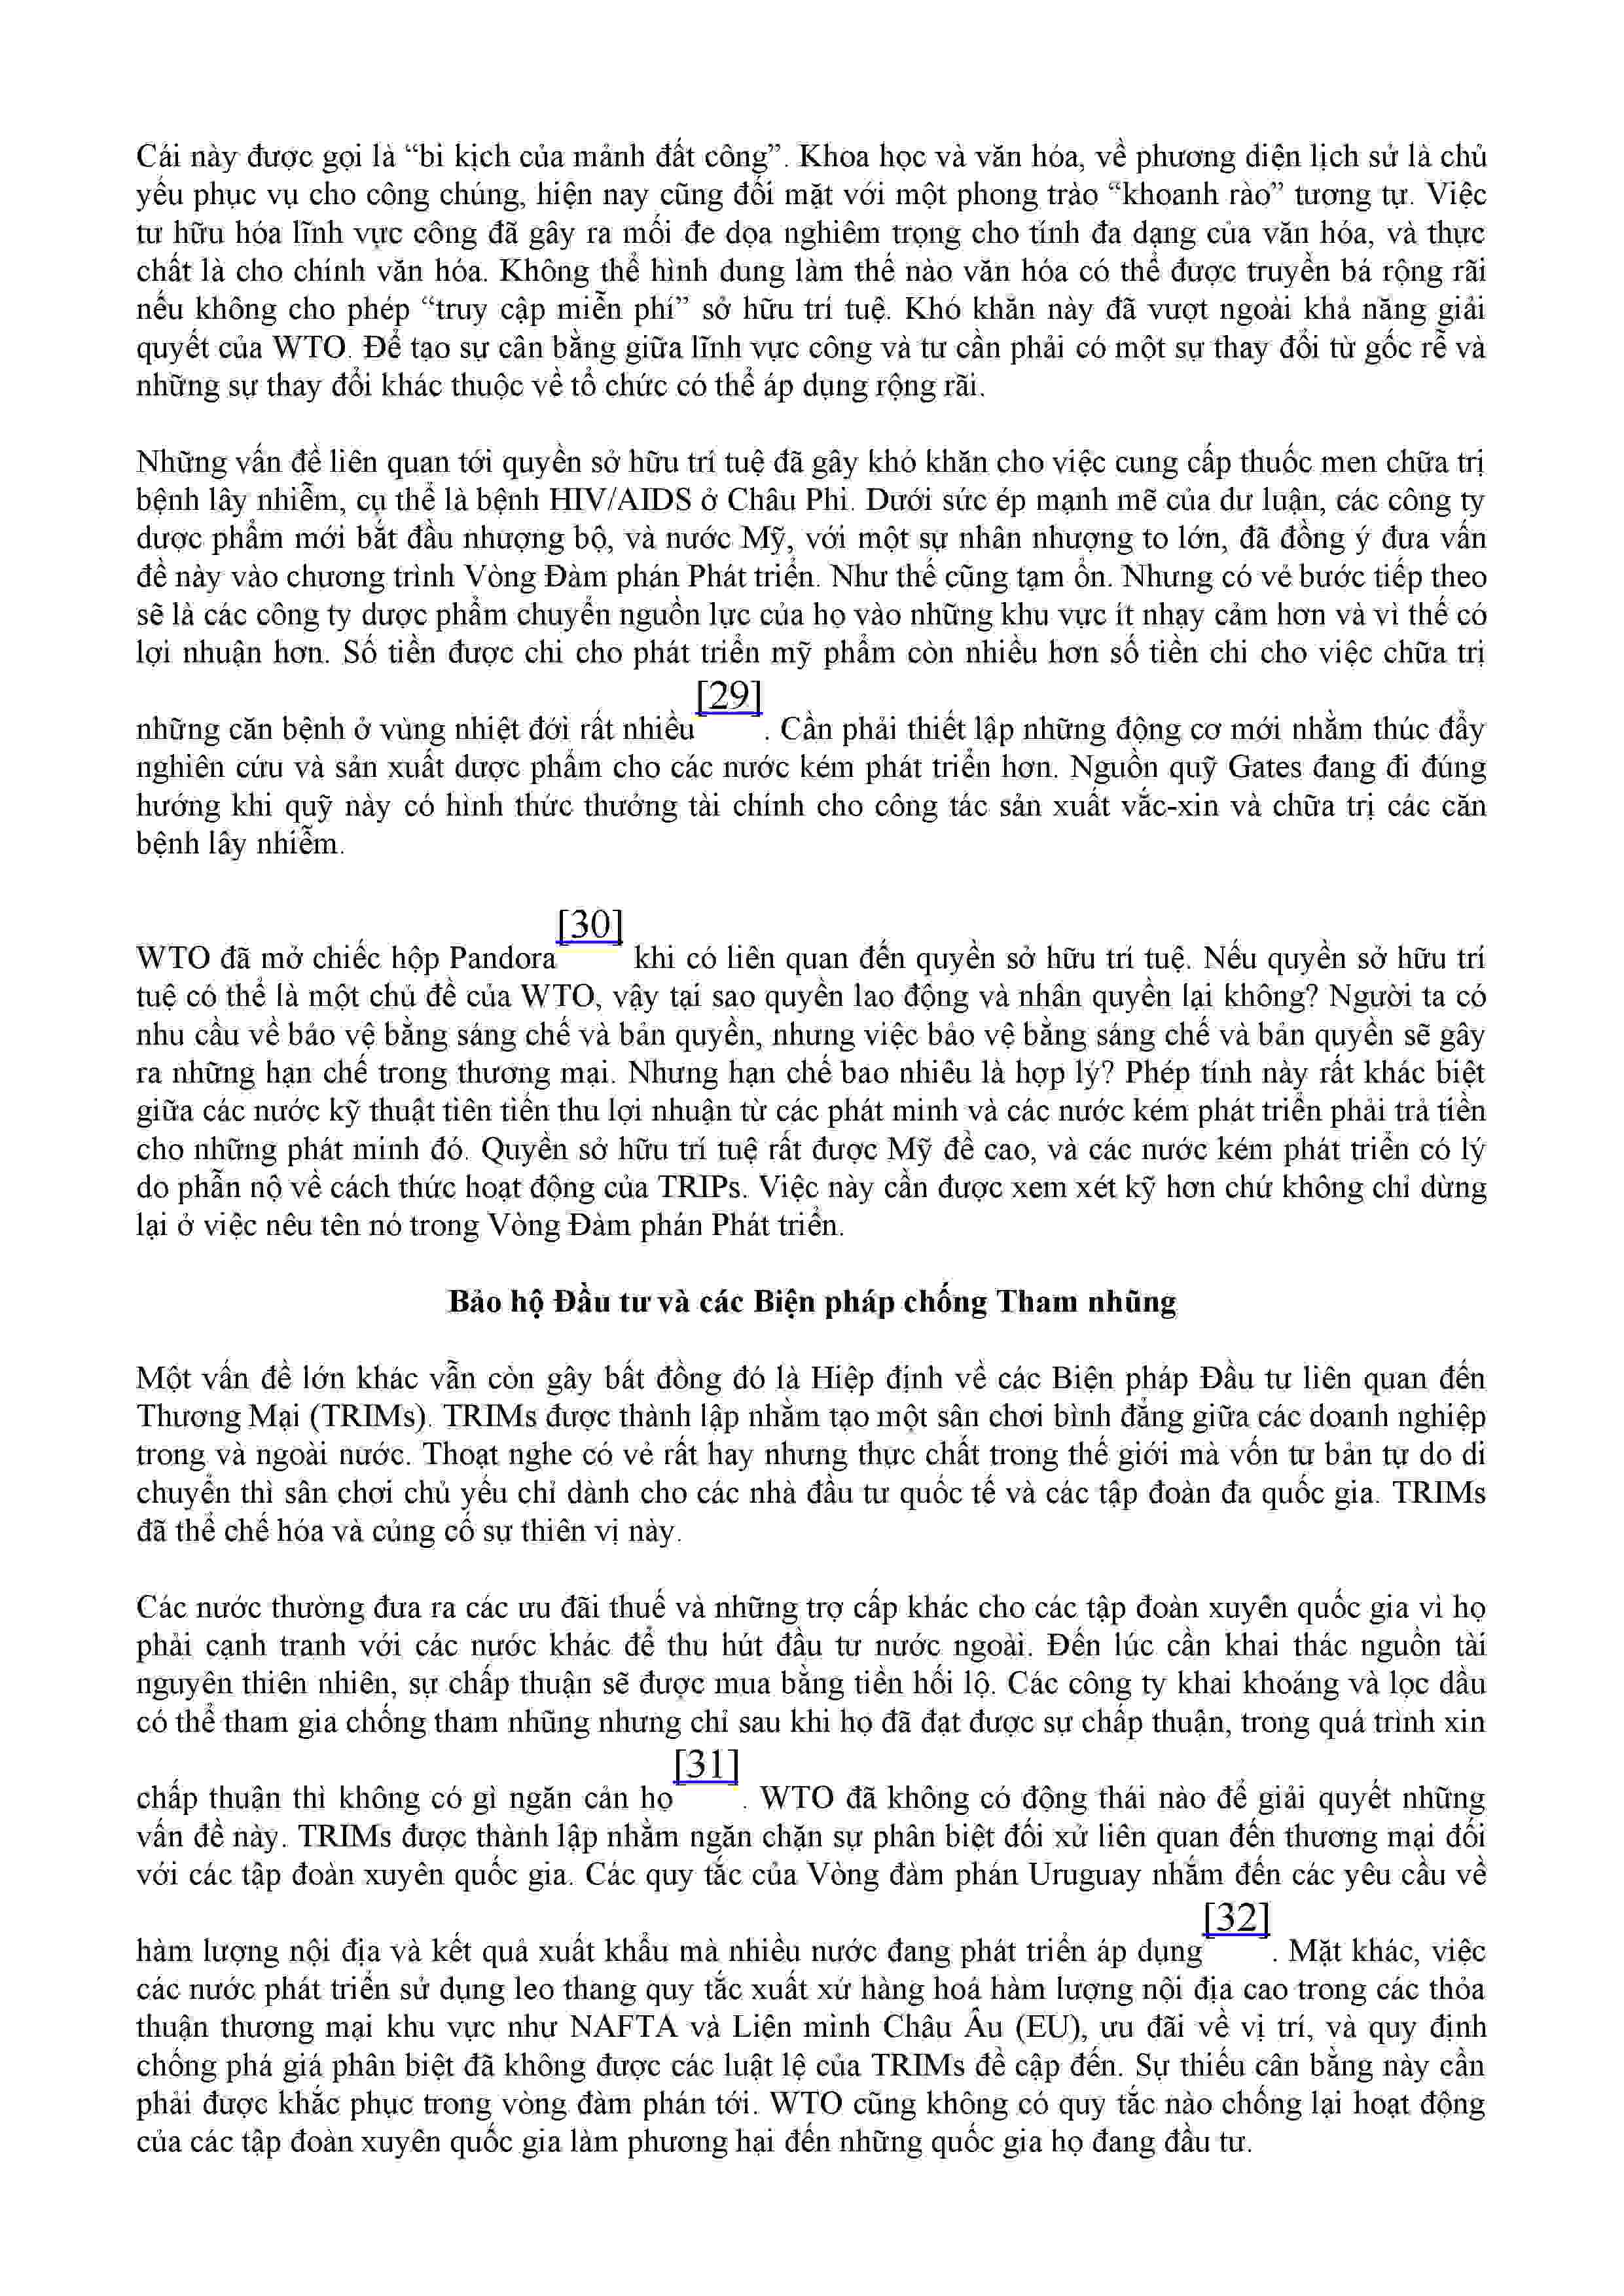 Cái này được gọi là “bi kịch của mảnh đất công”. Khoa học và văn hóa, về phương diện lịch sử là chủ
yếu phục vụ cho công chúng, hiện nay cũng đối mặt với một phong trào “khoanh rào” tương tự. Việc
tư hữu hóa lĩnh vực công đã gây ra mối đe dọa nghiêm trọng cho tính đa dạng của văn hóa, và thực
chất là cho chính văn hóa. Không thể hình dung làm thế nào văn hóa có thể được truyền bá rộng rãi
nếu không cho phép “truy cập miễn phí” sở hữu trí tuệ. Khó khăn này đã vượt ngoài khả năng giải
quyết của WTO. Để tạo sự cân bằng giữa lĩnh vực công và tư cần phải có một sự thay đổi từ gốc rễ và
những sự thay đổi khác thuộc về tổ chức có thể áp dụng rộng rãi.
Những vấn đề liên quan tới quyền sở hữu trí tuệ đã gây khó khăn cho việc cung cấp thuốc men chữa trị
bệnh lây nhiễm, cụ thể là bệnh HIV/AIDS ở Châu Phi. Dưới sức ép mạnh mẽ của dư luận, các công ty
dược phẩm mới bắt đầu nhượng bộ, và nước Mỹ, với một sự nhân nhượng to lớn, đã đồng ý đưa vấn
đề này vào chương trình Vòng Đàm phán Phát triển. Như thế cũng tạm ổn. Nhưng có vẻ bước tiếp theo
sẽ là các công ty dược phẩm chuyển nguồn lực của họ vào những khu vực ít nhạy cảm hơn và vì thế có
lợi nhuận hơn. Số tiền được chi cho phát triển mỹ phẩm còn nhiều hơn số tiền chi cho việc chữa trị
những căn bệnh ở vùng nhiệt đới rất nhiều[29]. Cần phải thiết lập những động cơ mới nhằm thúc đẩy
nghiên cứu và sản xuất dược phẩm cho các nước kém phát triển hơn. Nguồn quỹ Gates đang đi đúng
hướng khi quỹ này có hình thức thưởng tài chính cho công tác sản xuất vắc-xin và chữa trị các căn
bệnh lây nhiễm.
WTO đã mở chiếc hộp Pandora[30] khi có liên quan đến quyền sở hữu trí tuệ. Nếu quyền sở hữu trí
tuệ có thể là một chủ đề của WTO, vậy tại sao quyền lao động và nhân quyền lại không? Người ta có
nhu cầu về bảo vệ bằng sáng chế và bản quyền, nhưng việc bảo vệ bằng sáng chế và bản quyền sẽ gây
ra những hạn chế trong thương mại. Nhưng hạn chế bao nhiêu là hợp lý? Phép tính này rất khác biệt
giữa các nước kỹ thuật tiên tiến thu lợi nhuận từ các phát minh và các nước kém phát triển phải trả tiền
cho những phát minh đó. Quyền sở hữu trí tuệ rất được Mỹ đề cao, và các nước kém phát triển có lý
do phẫn nộ về cách thức hoạt động của TRIPs. Việc này cần được xem xét kỹ hơn chứ không chỉ dừng
lại ở việc nêu tên nó trong Vòng Đàm phán Phát triển.
Bảo hộ Đầu tư và các Biện pháp chống Tham nhũng
Một vấn đề lớn khác vẫn còn gây bất đồng đó là Hiệp định về các Biện pháp Đầu tư liên quan đến
Thương Mại (TRIMs). TRIMs được thành lập nhằm tạo một sân chơi bình đẳng giữa các doanh nghiệp
trong và ngoài nước. Thoạt nghe có vẻ rất hay nhưng thực chất trong thế giới mà vốn tư bản tự do di
chuyển thì sân chơi chủ yếu chỉ dành cho các nhà đầu tư quốc tế và các tập đoàn đa quốc gia. TRIMs
đã thể chế hóa và củng cố sự thiên vị này.
Các nước thường đưa ra các ưu đãi thuế và những trợ cấp khác cho các tập đoàn xuyên quốc gia vì họ
phải cạnh tranh với các nước khác để thu hút đầu tư nước ngoài. Đến lúc cần khai thác nguồn tài
nguyên thiên nhiên, sự chấp thuận sẽ được mua bằng tiền hối lộ. Các công ty khai khoáng và lọc dầu
có thể tham gia chống tham nhũng nhưng chỉ sau khi họ đã đạt được sự chấp thuận, trong quá trình xin
chấp thuận thì không có gì ngăn cản họ[31]. WTO đã không có động thái nào để giải quyết những
vấn đề này. TRIMs được thành lập nhằm ngăn chặn sự phân biệt đối xử liên quan đến thương mại đối
với các tập đoàn xuyên quốc gia. Các quy tắc của Vòng đàm phán Uruguay nhắm đến các yêu cầu về
hàm lượng nội địa và kết quả xuất khẩu mà nhiều nước đang phát triển áp dụng[32]. Mặt khác, việc
các nước phát triển sử dụng leo thang quy tắc xuất xứ hàng hoá hàm lượng nội địa cao trong các thỏa
thuận thương mại khu vực như NAFTA và Liên minh Châu Âu (EU), ưu đãi về vị trí, và quy định
chống phá giá phân biệt đã không được các luật lệ của TRIMs đề cập đến. Sự thiếu cân bằng này cần
phải được khắc phục trong vòng đàm phán tới. WTO cũng không có quy tắc nào chống lại hoạt động
của các tập đoàn xuyên quốc gia làm phương hại đến những quốc gia họ đang đầu tư.